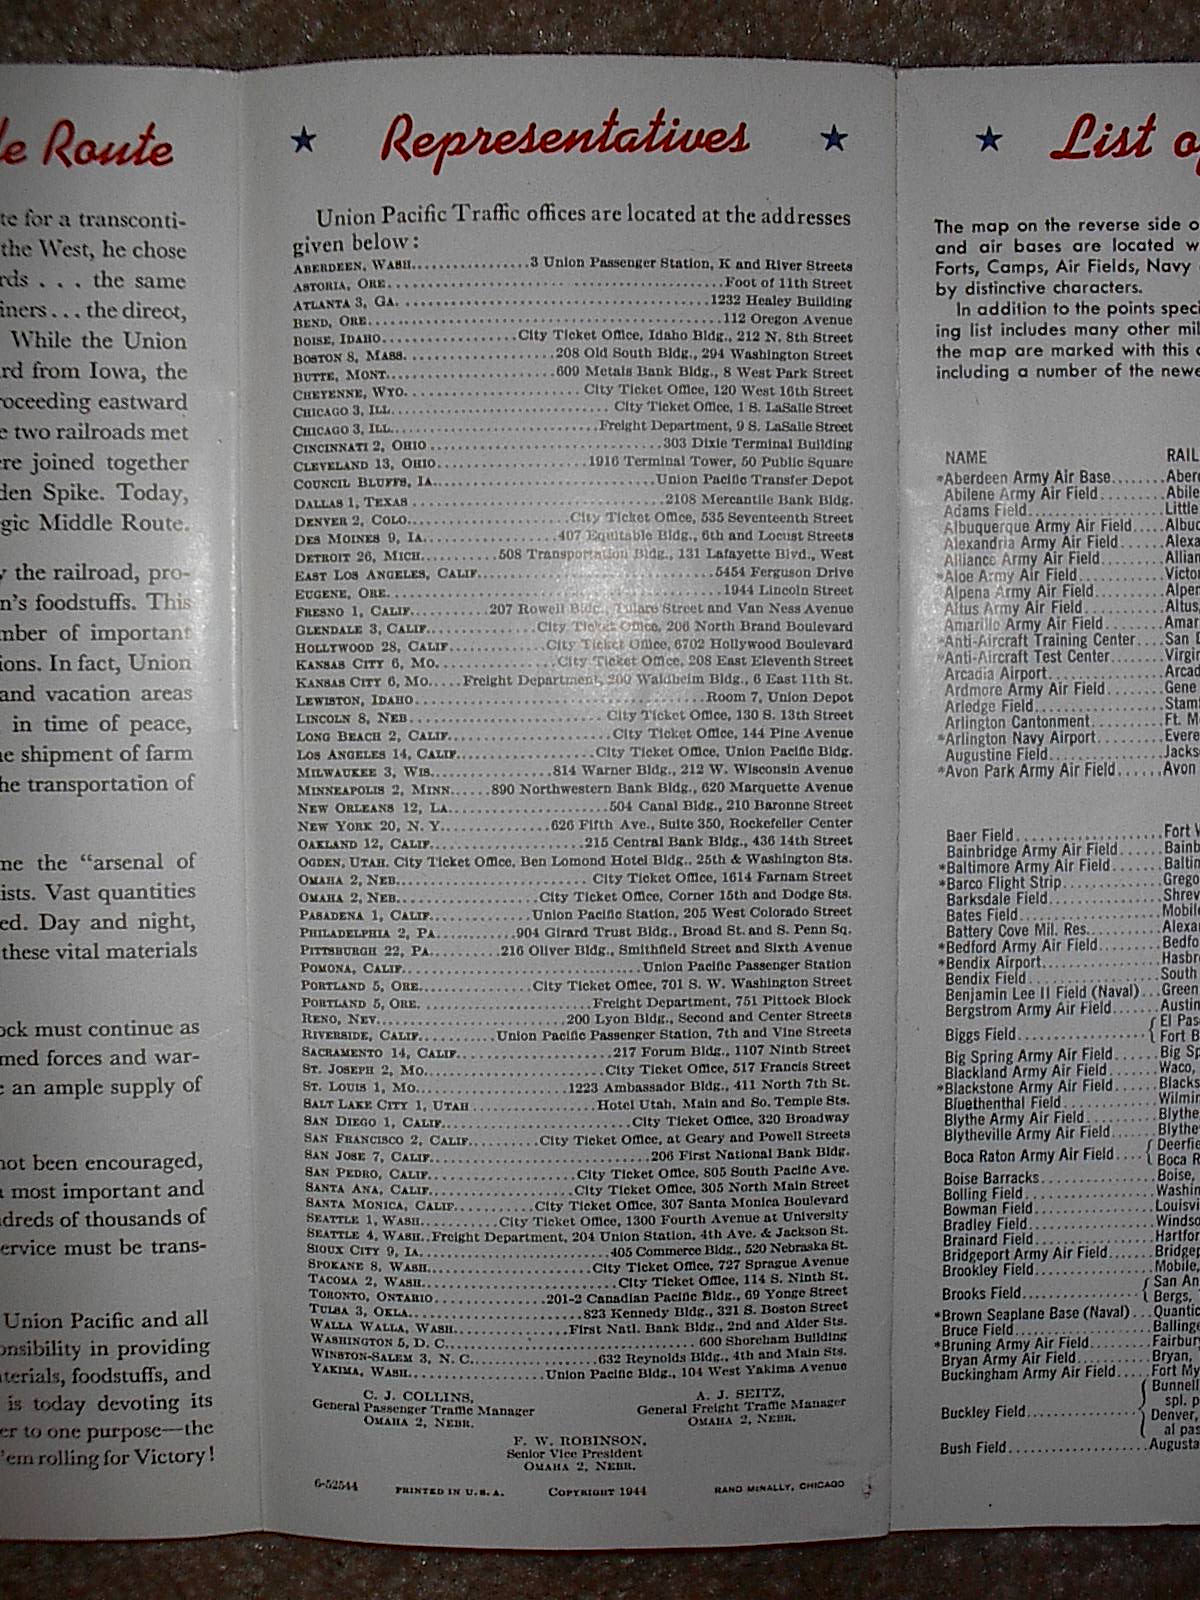 le Route
te for a transconti-
the West, he chose
rds . . . the same
iners . . . the direct,
While the Union
rd from Iowa, the
roceeding eastward
e two railroads met
ere joined together
den Spike. Today,
gic Middle Route.
y the railroad, pro-
n's foodstuffs. This
mber of important
ions. In fact, Union
and vacation areas
in time of peace,
he shipment of farm
he transportation of
me the "arsenal of
ists. Vast quantities
ed. Day and night,
these vital materials
ock must continue as
med forces and war-
e an ample supply of
not been encouraged,
a most important and
ndreds of thousands of
ervice must be trans-
Union Pacific and all
onsibility in providing
terials, foodstuffs, and
is today devoting its
er to one purpose—the
'em rolling for Victory!
Representatives
Union Pacific Traffic offices are located at the addresses
given below:
ABERDEEN, WASH. 3 Union Passenger Station, K and River Streets
ASTORIA, ORE. Foot of 11th Street
ATLANTA 3, GA. 1232 Healey Building
BEND, ORE. 112 Oregon Avenue
BOISE, IDAHO City Ticket Office, Idaho Bldg., 212 N. 8th Street
BOSTON 8, MASS. 208 Old South Bldg., 294 Washington Street
BUTTE, MONT. 609 Metals Bank Bldg., 8 West Park Street
CHEYENNE, WYO. City Ticket Office, 120 West 16th Street
CHICAGO 3, ILL. City Ticket Office, 1 S. LaSalle Street
CHICAGO 3, ILL. Freight Department, 9 S. LaSalle Street
CINCINNATI 2, OHIO 303 Dixie Terminal Building
CLEVELAND 13, OHIO 1916 Terminal Tower, 50 Public Square
COUNCIL BLUFFS, IA. Union Pacific Transfer Depot
DALLAS 1, TEXAS 2108 Mercantile Bank Bldg.
DENVER 2, COLO. City Ticket Office, 535 Seventeenth Street
DES MOINES 9, IA. 407 Equitable Bldg., 6th and Locust Streets
DETROIT 26, MICH. 508 Transportation Bldg., 131 Lafayette Blvd., West
EAST LOS ANGELES, CALIF. 5454 Ferguson Drive
EUGENE, ORE. 1944 Lincoln Street
FRESNO 1, CALIF. 207 Rowell Bldg., Tulare Street and Van Ness Avenue
GLENDALE 3, CALIF. City Ticket Office, 206 North Brand Boulevard
HOLLYWOOD 28, CALIF. City Ticket Office, 6702 Hollywood Boulevard
KANSAS CITY 6, MO. City Ticket Office, 208 East Eleventh Street
KANSAS CITY 6, MO. Freight Department, 200 Waldheim Bldg., 6 East 11th St.
LEWISTON, IDAHO Room 7, Union Depot
LINCOLN 8, NEB. City Ticket Office, 130 S. 13th Street
LONG BEACH 2, CALIF. City Ticket Office, 144 Pine Avenue
LOS ANGELES 14, CALIF. City Ticket Office, Union Pacific Bldg.
MILWAUKEE 3, WIS. 814 Warner Bldg., 212 W. Wisconsin Avenue
MINNEAPOLIS 2, MINN. 890 Northwestern Bank Bldg., 620 Marquette Avenue
NEW ORLEANS 12, LA. 504 Canal Bldg., 210 Baronne Street
NEW YORK 20, N. Y. 626 Fifth Ave., Suite 350, Rockefeller Center
OAKLAND 12, CALIF. 215 Central Bank Bldg., 436 14th Street
OGDEN, UTAH. City Ticket Office, Ben Lomond Hotel Bldg., 25th & Washington Sts.
OMAHA 2, NEB. City Ticket Office, 1614 Farnam Street
OMAHA 2, NEB. City Ticket Office, Corner 15th and Dodge Sts.
PASADENA 1, CALIF. Union Pacific Station, 205 West Colorado Street
PHILADELPHIA 2, PA. 904 Girard Trust Bldg., Broad St. and S. Penn Sq.
PITTSBURGH 22, PA. 216 Oliver Bldg., Smithfield Street and Sixth Avenue
POMONA, CALIF. Union Pacific Passenger Station
PORTLAND 5, ORE. City Ticket Office, 701 S. W. Washington Street
PORTLAND 5, ORE. Freight Department, 751 Pittock Block
RENO, NEV. 200 Lyon Bldg., Second and Center Streets
RIVERSIDE, CALIF. Union Pacific Passenger Station, 7th and Vine Streets
SACRAMENTO 14, CALIF. 217 Forum Bldg., 1107 Ninth Street
ST. JOSEPH 2, MO. City Ticket Office, 517 Francis Street
ST. LOUIS 1, MO. 1223 Ambassador Bldg., 411 North 7th St.
SALT LAKE CITY 1, UTAH Hotel Utah, Main and So. Temple Sts.
SAN DIEGO 1, CALIF. City Ticket Office, 320 Broadway
SAN FRANCISCO 2, CALIF. City Ticket Office, at Geary and Powell Streets
SAN JOSE 7, CALIF. 206 First National Bank Bldg.
SAN PEDRO, CALIF. City Ticket Office, 805 South Pacific Ave.
SANTA ANA, CALIF. City Ticket Office, 305 North Main Street
SANTA MONICA, CALIF. City Ticket Office, 307 Santa Monica Boulevard
SEATTLE 1, WASH. City Ticket Office, 1300 Fourth Avenue at University
SEATTLE 4, WASH. Freight Department, 204 Union Station, 4th Ave. & Jackson St.
SIOUX CITY 9, IA. 405 Commerce Bldg., 520 Nebraska St.
SPOKANE 8, WASH. City Ticket Office, 727 Sprague Avenue
TACOMA 2, WASH. City Ticket Office, 114 S. Ninth St.
TORONTO, ONTARIO 201-2 Canadian Pacific Bldg., 69 Yonge Street
TULSA 3, OKLA. 823 Kennedy Bldg., 321 S. Boston Street
WALLA WALLA, WASH. First Natl. Bank Bldg., 2nd and Alder Sts.
WASHINGTON 5, D. C. 600 Shoreham Building
WINSTON-SALEM 3, N. C. 632 Reynolds Bldg., 4th and Main Sts.
YAKIMA, WASH. Union Pacific Bldg., 104 West Yakima Avenue
C. J. COLLINS,
General Passenger Traffic Manager
OMAHA 2, NEBR.
A. J. SEITZ,
General Freight Traffic Manager
OMAHA 2, NEBR.
F. W. ROBINSON,
Senior Vice President
OMAHA 2, NEBR.
6-52544 PRINTED IN U.S.A. COPYRIGHT 1944 RAND MCNALLY, CHICAGO
List o
The map on the reverse side o
and air bases are located w
Forts, Camps, Air Fields, Navy
by distinctive characters.
In addition to the points speci
ing list includes many other mil
the map are marked with this
including a number of the newe
NAME RAIL
*Aberdeen Army Air Base Aber
Abilene Army Air Field Abile
Adams Field Little
Albuquerque Army Air Field Albuc
Alexandria Army Air Field Alexa
Alliance Army Air Field Allian
*Aloe Army Air Field Victor
Alpena Army Air Field Alpen
Altus Army Air Field Altus,
Amarillo Army Air Field Amar
*Anti-Aircraft Training Center San D
*Anti-Aircraft Test Center Virgin
Arcadia Airport Arcad
Ardmore Army Air Field Gene
Arledge Field Stamf
Arlington Cantonment Ft. M
*Arlington Navy Airport Evere
Augustine Field Jacks
*Avon Park Army Air Field Avon
Baer Field Fort W
Bainbridge Army Air Field Bainb
*Baltimore Army Air Field Baltin
*Barco Flight Strip Grego
Barksdale Field Shrev
Bates Field Mobile
Battery Cove Mil. Res. Alexa
*Bedford Army Air Field Bedfo
*Bendix Airport Hasbr
Bendix Field South
Benjamin Lee II Field (Naval) Green
Bergstrom Army Air Field Austin
Biggs Field { El Pas
{ Fort B
Big Spring Army Air Field Big Sp
Blackland Army Air Field Waco,
*Blackstone Army Air Field Blacks
Bluethenthal Field Wilmin
Blythe Army Air Field Blythe
Blytheville Army Air Field Blythe
Boca Raton Army Air Field { Deerfie
{ Boca R
Boise Barracks Boise,
Bolling Field Washin
Bowman Field Louisvi
Bradley Field Windso
Brainard Field Hartfor
Bridgeport Army Air Field Bridgep
Brookley Field Mobile,
Brooks Field { San An
{ Bergs,
*Brown Seaplane Base (Naval) Quantic
Bruce Field Ballinge
*Bruning Army Air Field Fairbury
Bryan Army Air Field Bryan,
Buckingham Army Air Field Fort My
Buckley Field { Bunnell
spl. p
Denver,
al pas
Bush Field Augusta